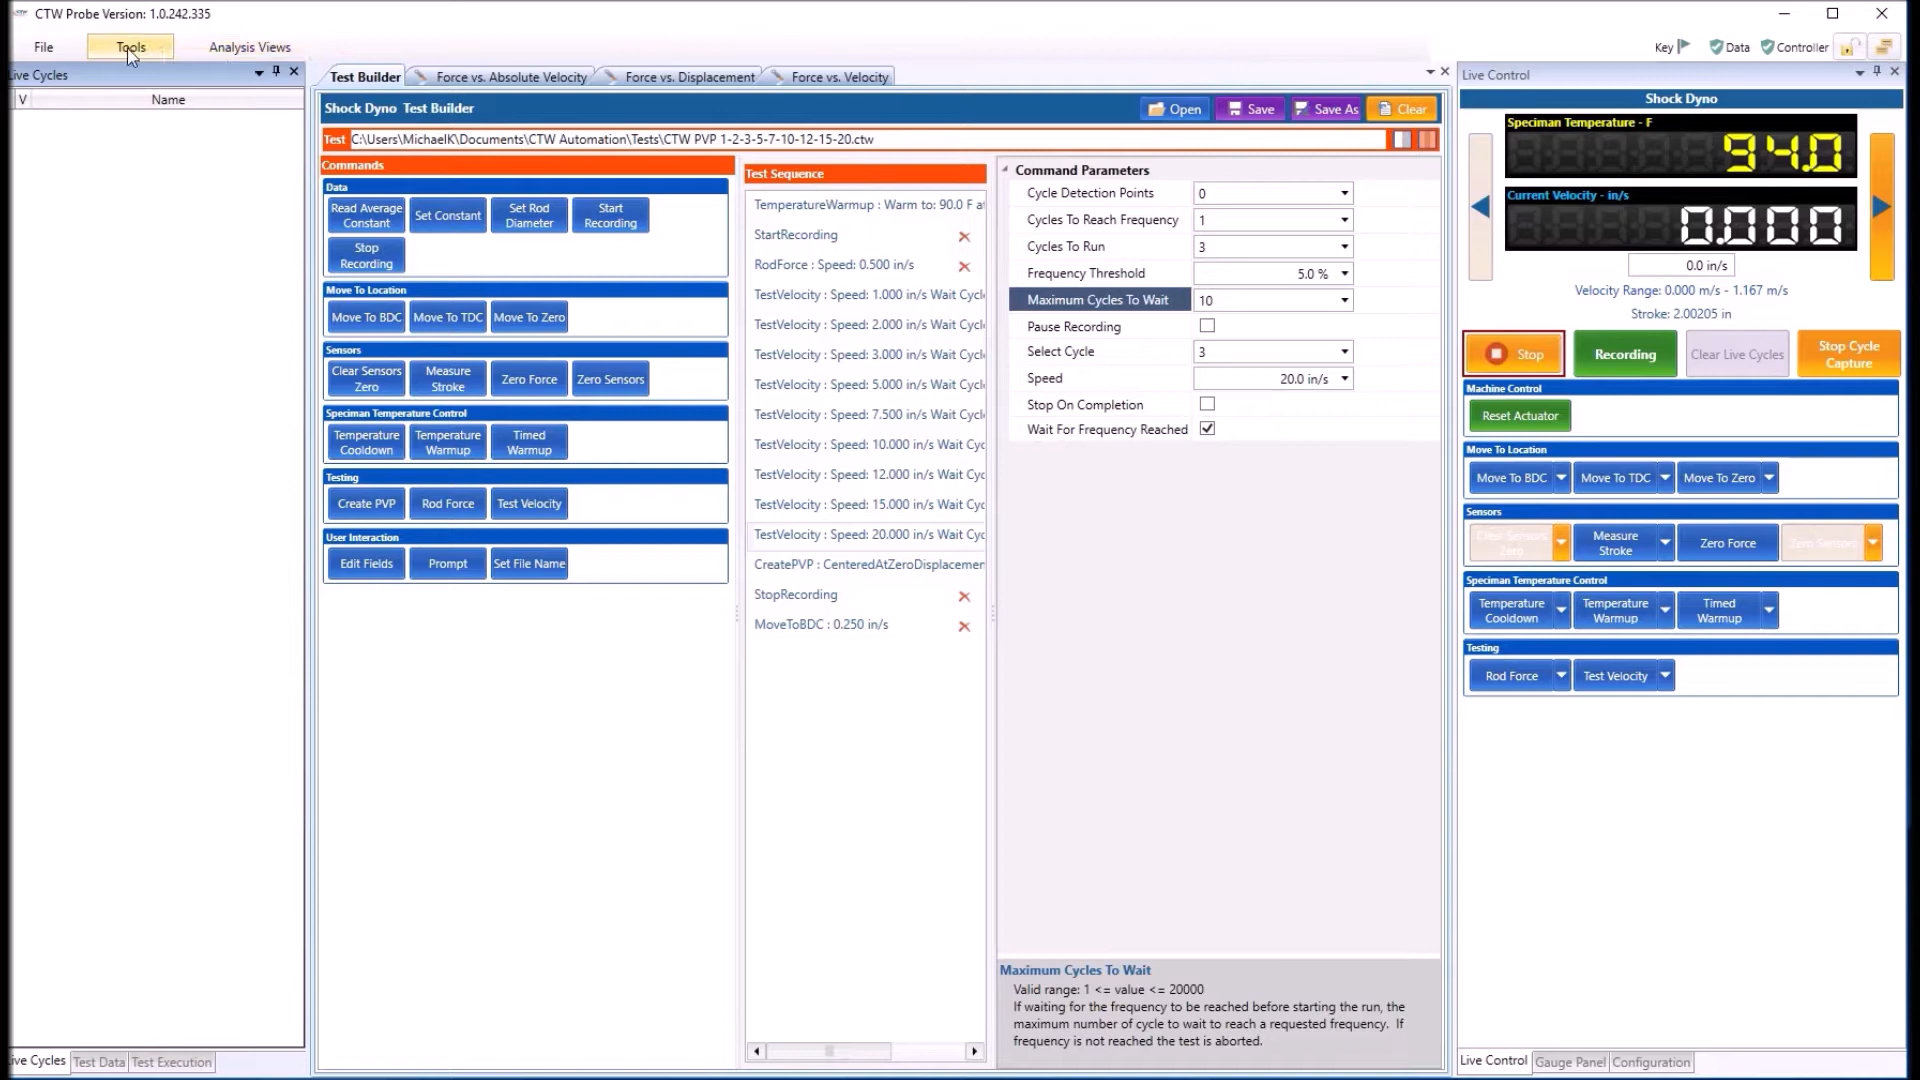 CTW Probe Version: 1.0.242.335
File
Tools
Analysis Views
Key
Data
Controller
ive Cycles
V
Name
Test Builder
Force vs. Absolute Velocity
Force vs. Displacement
Force vs. Velocity
Shock Dyno Test Builder
Open
Save
Save As
Clear
Test C:\Users\MichaelK\Documents\CTW Automation\Tests\CTW PVP 1-2-3-5-7-10-12-15-20.ctw
Commands
Data
Read Average
Constant
Set Constant
Set Rod
Diameter
Start
Recording
Stop
Recording
Move To Location
Move To BDC
Move To TDC
Move To Zero
Sensors
Clear Sensors
Zero
Measure
Stroke
Zero Force
Zero Sensors
Speciman Temperature Control
Temperature
Cooldown
Temperature
Warmup
Timed
Warmup
Testing
Create PVP
Rod Force
Test Velocity
User Interaction
Edit Fields
Prompt
Set File Name
Test Sequence
TemperatureWarmup : Warm to: 90.0 F at
StartRecording
RodForce : Speed: 0.500 in/s
TestVelocity : Speed: 1.000 in/s Wait Cycl
TestVelocity : Speed: 2.000 in/s Wait Cycl
TestVelocity : Speed: 3.000 in/s Wait Cycl
TestVelocity : Speed: 5.000 in/s Wait Cycl
TestVelocity : Speed: 7.500 in/s Wait Cycl
TestVelocity : Speed: 10.000 in/s Wait Cyc
TestVelocity : Speed: 12.000 in/s Wait Cyc
TestVelocity : Speed: 15.000 in/s Wait Cyc
TestVelocity : Speed: 20.000 in/s Wait Cyc
CreatePVP : CenteredAtZeroDisplacemen
StopRecording
MoveToBDC : 0.250 in/s
Command Parameters
Cycle Detection Points 0
Cycles To Reach Frequency 1
Cycles To Run 3
Frequency Threshold 5.0 %
Maximum Cycles To Wait 10
Pause Recording
Select Cycle 3
Speed 20.0 in/s
Stop On Completion
Wait For Frequency Reached
Maximum Cycles To Wait
Valid range: 1 <= value <= 20000
If waiting for the frequency to be reached before starting the run, the
maximum number of cycle to wait to reach a requested frequency. If
frequency is not reached the test is aborted.
Live Control
Shock Dyno
Speciman Temperature - F
94.0
Current Velocity - in/s
0.000
0.0 in/s
Velocity Range: 0.000 m/s - 1.167 m/s
Stroke: 2.00205 in
Stop
Recording
Clear Live Cycles
Stop Cycle
Capture
Machine Control
Reset Actuator
Move To Location
Move To BDC
Move To TDC
Move To Zero
Sensors
Clear Sensors
Zero
Measure
Stroke
Zero Force
Zero Sensors
Speciman Temperature Control
Temperature
Cooldown
Temperature
Warmup
Timed
Warmup
Testing
Rod Force
Test Velocity
ive Cycles
Test Data
Test Execution
Live Control
Gauge Panel
Configuration